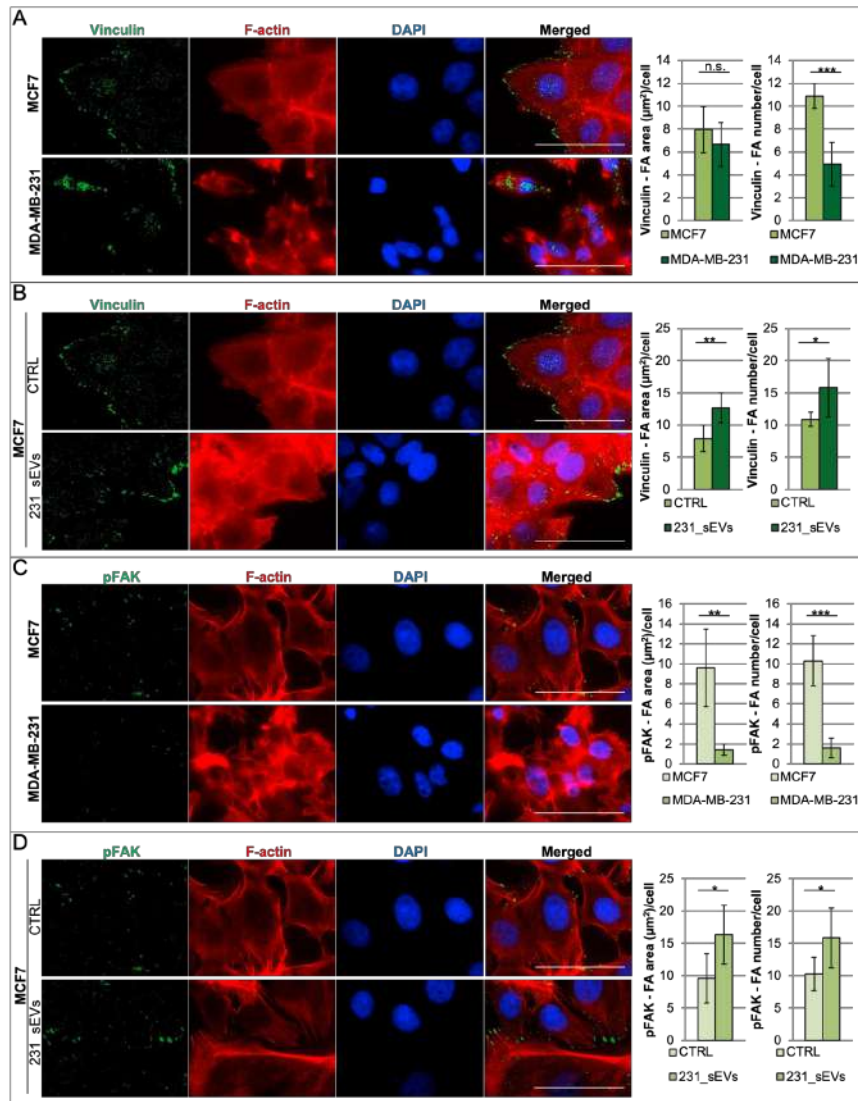 A
Vinculin F-actin DAPI Merged
MCF7
MDA-MB-231
Vinculin - FA area (µm²)/cell
14
12
10
8
6
4
2
0
n.s.
MCF7
MDA-MB-231
Vinculin - FA number/cell
14
12
10
8
6
4
2
0
***
MCF7
MDA-MB-231
B
Vinculin F-actin DAPI Merged
MCF7
CTRL
231_sEVs
Vinculin - FA area (µm²)/cell
25
20
15
10
5
0
**
CTRL
231_sEVs
Vinculin - FA number/cell
25
20
15
10
5
0
*
CTRL
231_sEVs
C
pFAK F-actin DAPI Merged
MCF7
MDA-MB-231
pFAK - FA area (µm²)/cell
16
14
12
10
8
6
4
2
0
**
MCF7
MDA-MB-231
pFAK - FA number/cell
16
14
12
10
8
6
4
2
0
***
MCF7
MDA-MB-231
D
pFAK F-actin DAPI Merged
MCF7
CTRL
231_sEVs
pFAK - FA area (µm²)/cell
25
20
15
10
5
0
*
CTRL
231_sEVs
pFAK - FA number/cell
25
20
15
10
5
0
*
CTRL
231_sEVs